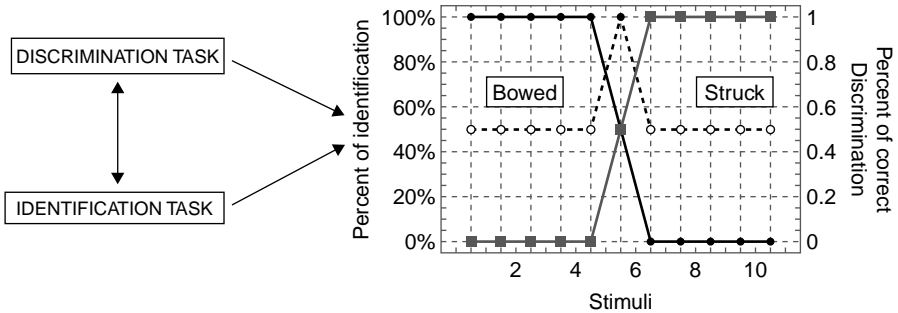 DISCRIMINATION TASK
IDENTIFICATION TASK
Percent of identification
100%
80%
60%
40%
20%
0%
Bowed
Struck
1
0.8
0.6
0.4
0.2
0
Percent of correct
Discrimination
2 4 6 8 10
Stimuli